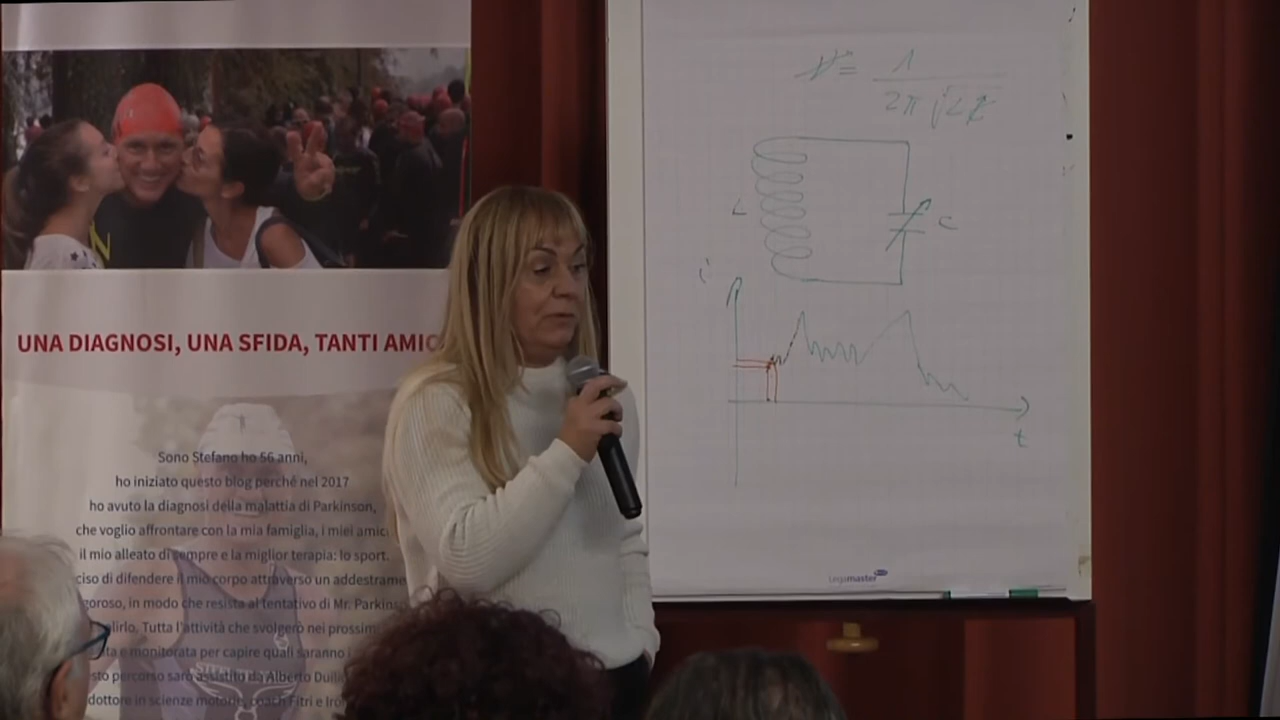 UNA DIAGNOSI, UNA SFIDA, TANTI AMIC
Sono Stefano ho 56 anni,
ho iniziato questo blog perché nel 2017
ho avuto la diagnosi della malattia di Parkinson,
che voglio affrontare con la mia famiglia, i miei amici
il mio alleato di sempre e la miglior terapia: lo sport.
ciso di difendere il mio corpo attraverso un addestrame
goroso, in modo che resista al tentativo di Mr. Parkins
lirlo. Tutta l'attività che svolgerò nei prossim
ta e monitorata per capire quali saranno i
sto percorso sarò assistito da Alberto
dottore in scienze motorie, coach Fitri e Iro
1
2π √LC
L
C
i
t
Legamaster